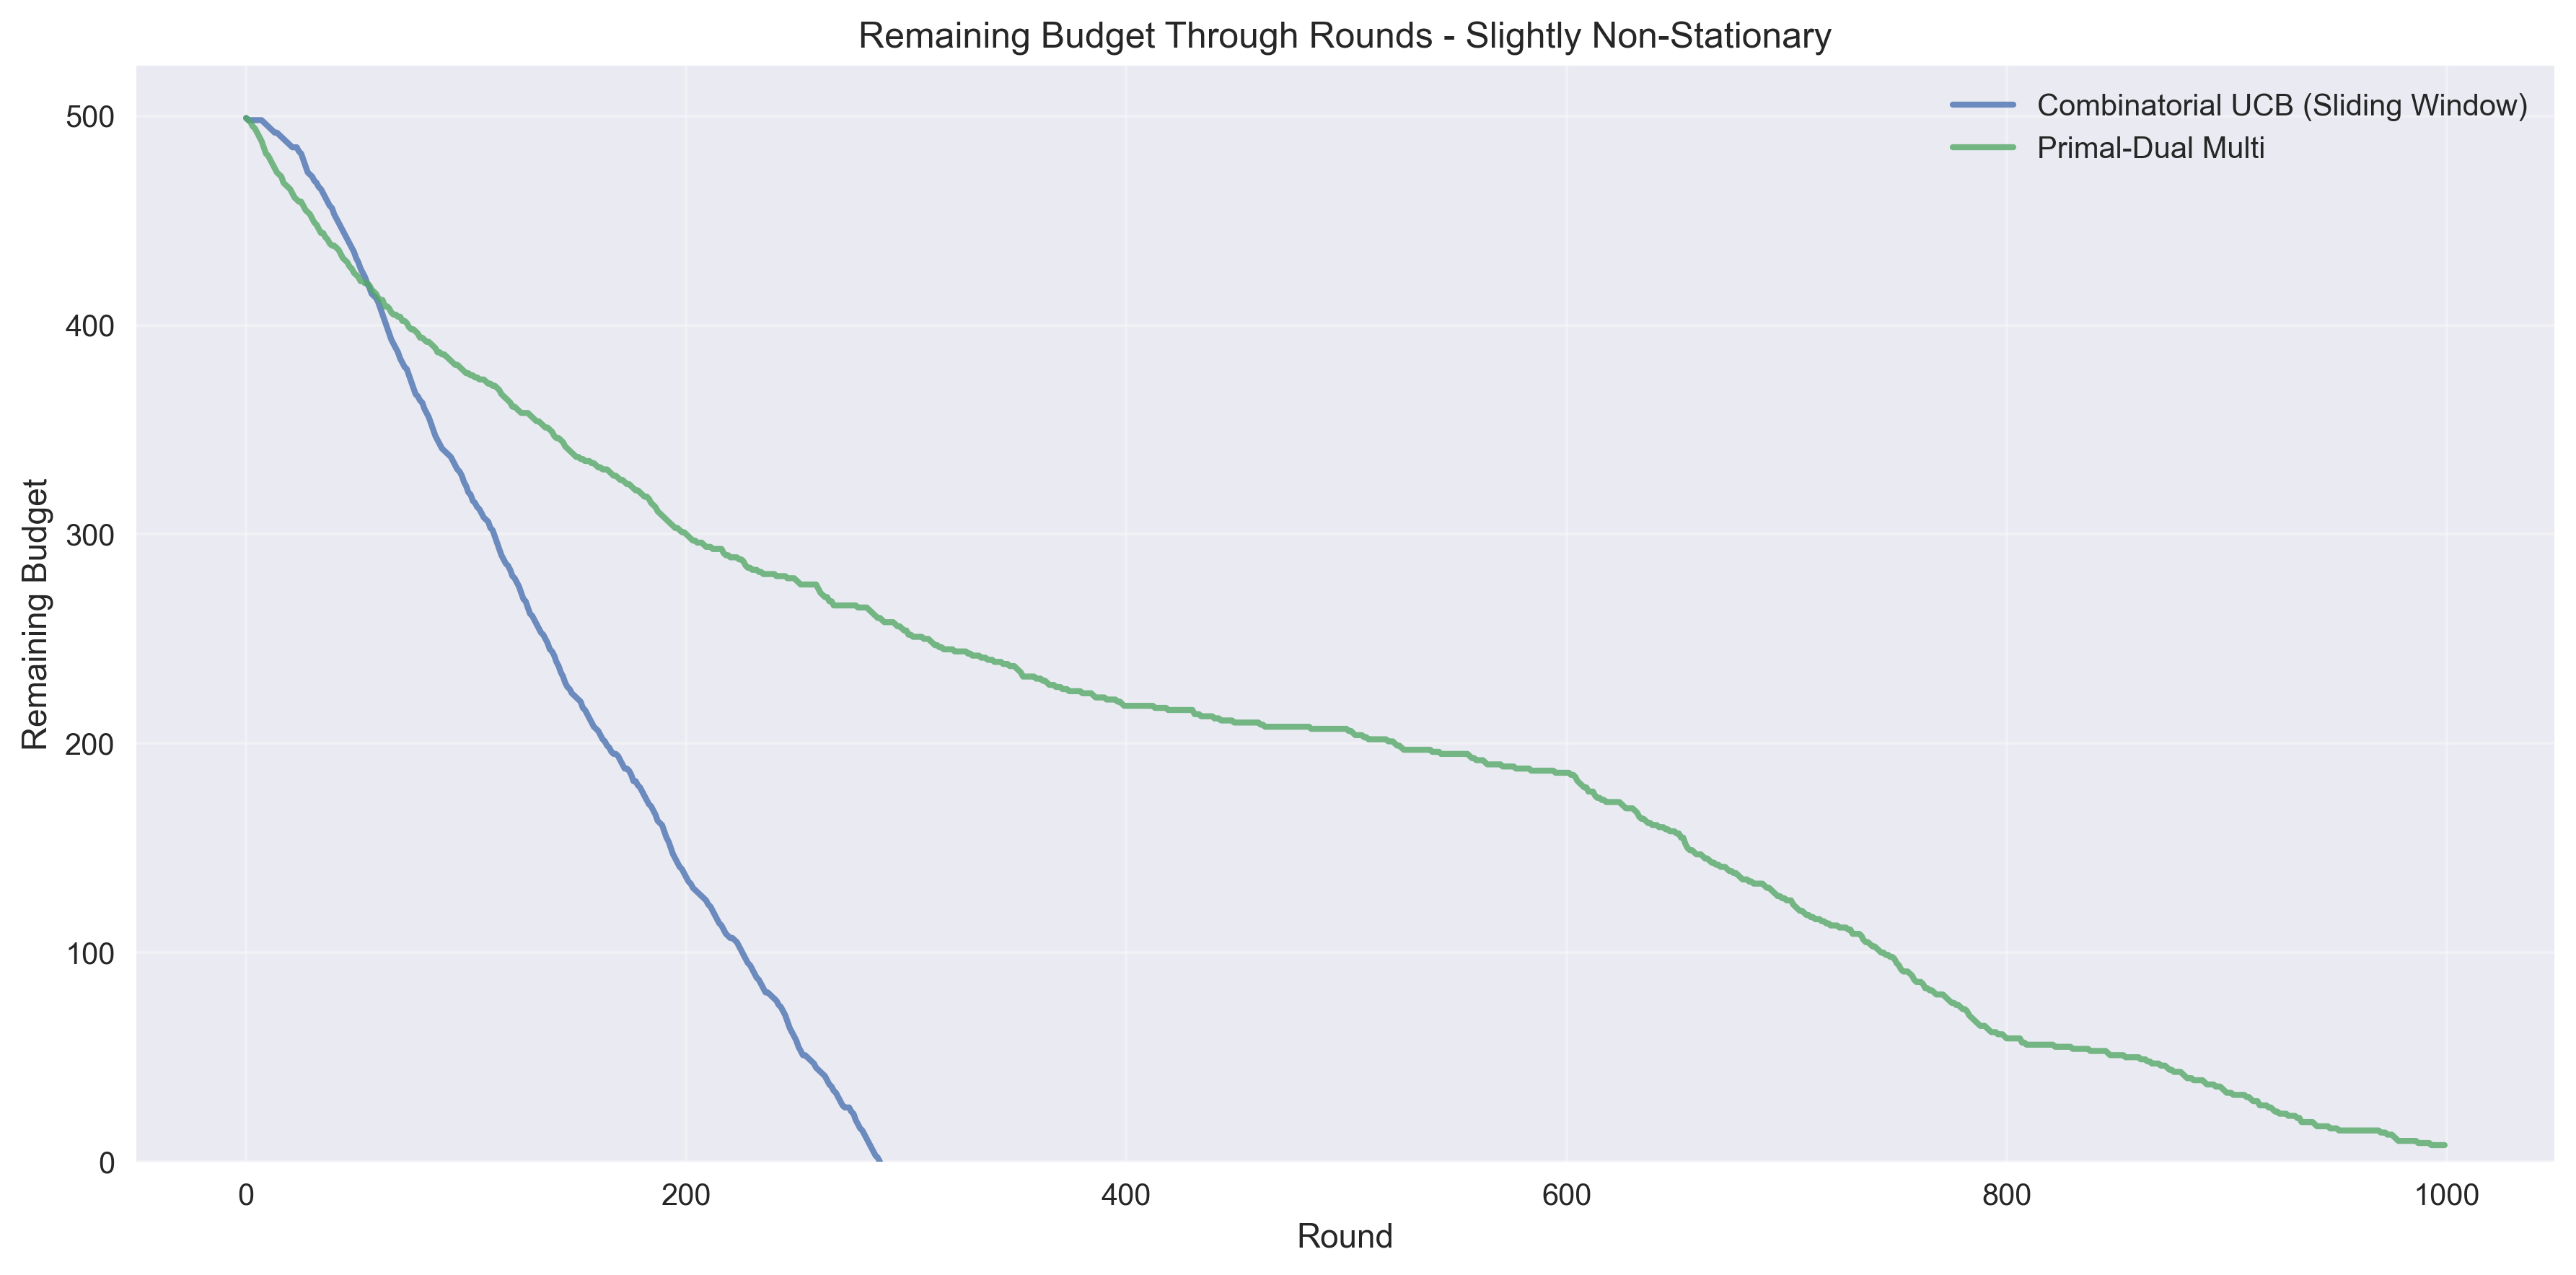 Remaining Budget Through Rounds - Slightly Non-Stationary
Combinatorial UCB (Sliding Window)
Primal-Dual Multi
Remaining Budget
500
400
300
200
100
0
0 200 400 600 800 1000
Round